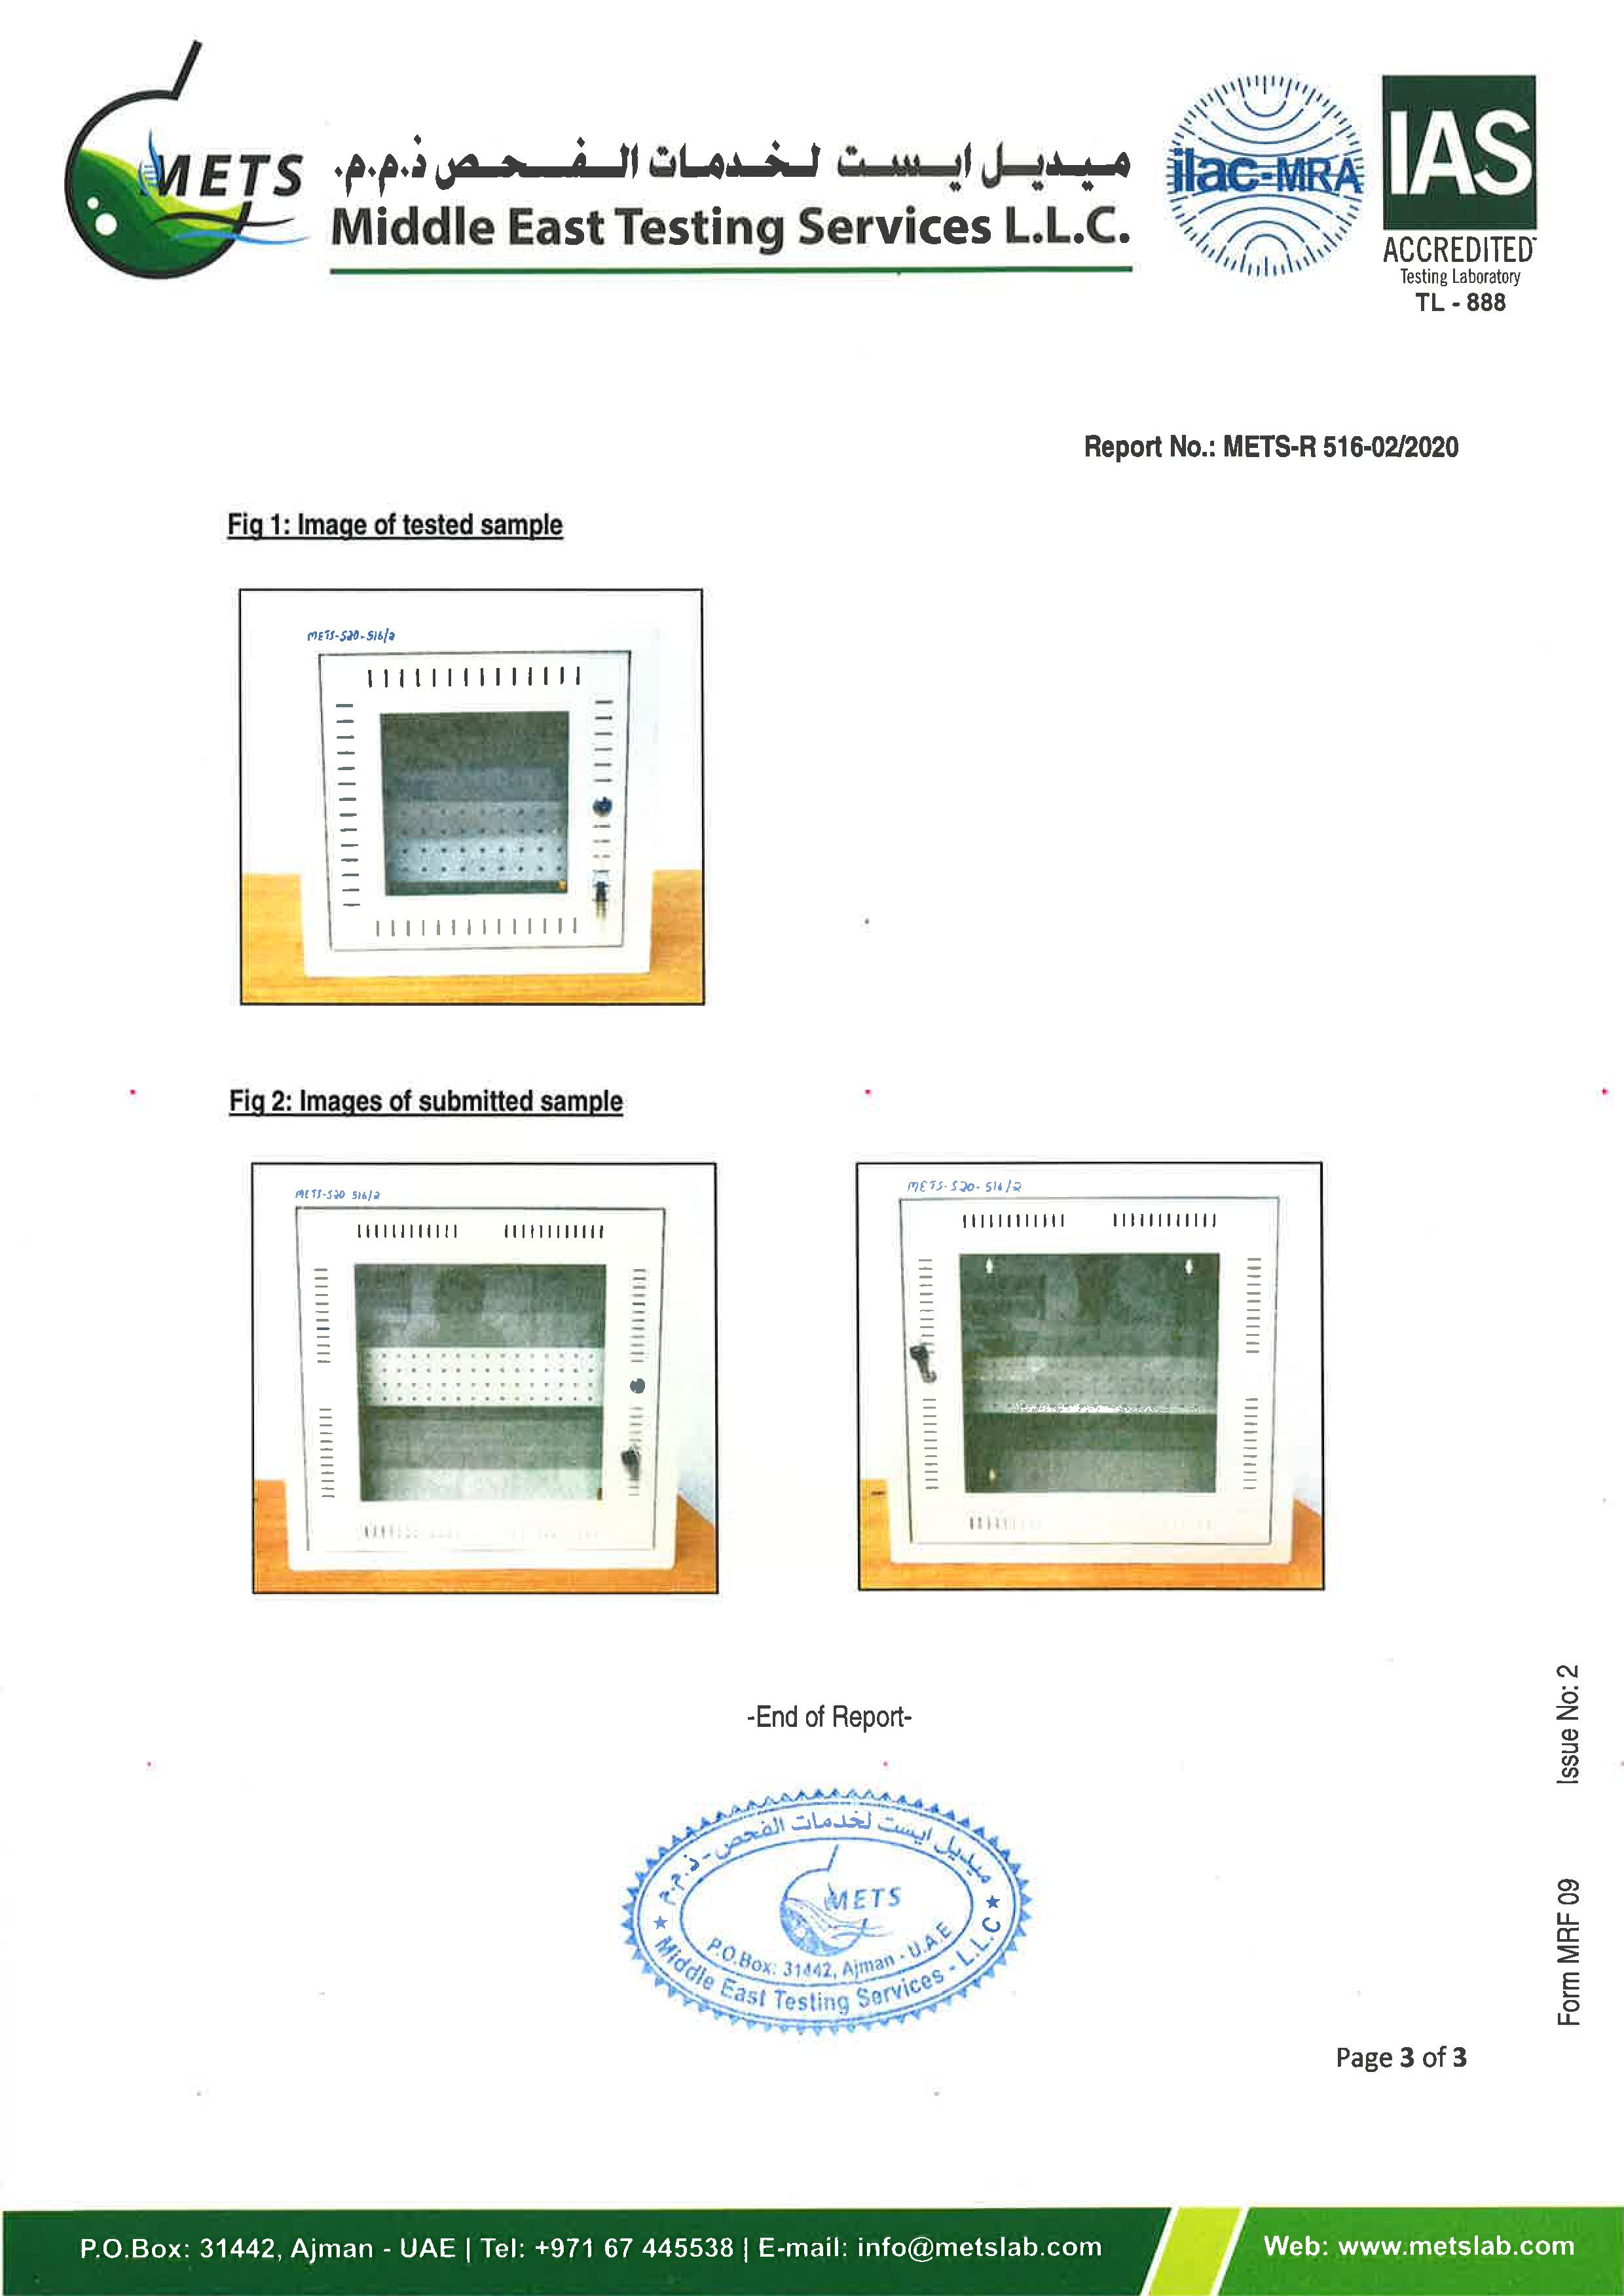 METS
ميديل ايست لخدمات الفحص ذ.م.م.
Middle East Testing Services L.L.C.
ilac-MRA
IAS
ACCREDITED
Testing Laboratory
TL - 888
Report No.: METS-R 516-02/2020
Fig 1: Image of tested sample
METS-S20-516/2
Fig 2: Images of submitted sample
METS-S20 516/2
METS-S20-516/2
-End of Report-
ميديل ايست لخدمات الفحص - ذ.م.م
METS
P.O.Box: 31442, Ajman - U.A.E
Middle East Testing Services - L.L.C
Issue No: 2
Form MRF 09
Page 3 of 3
P.O.Box: 31442, Ajman - UAE | Tel: +971 67 445538 | E-mail: info@metslab.com
Web: www.metslab.com